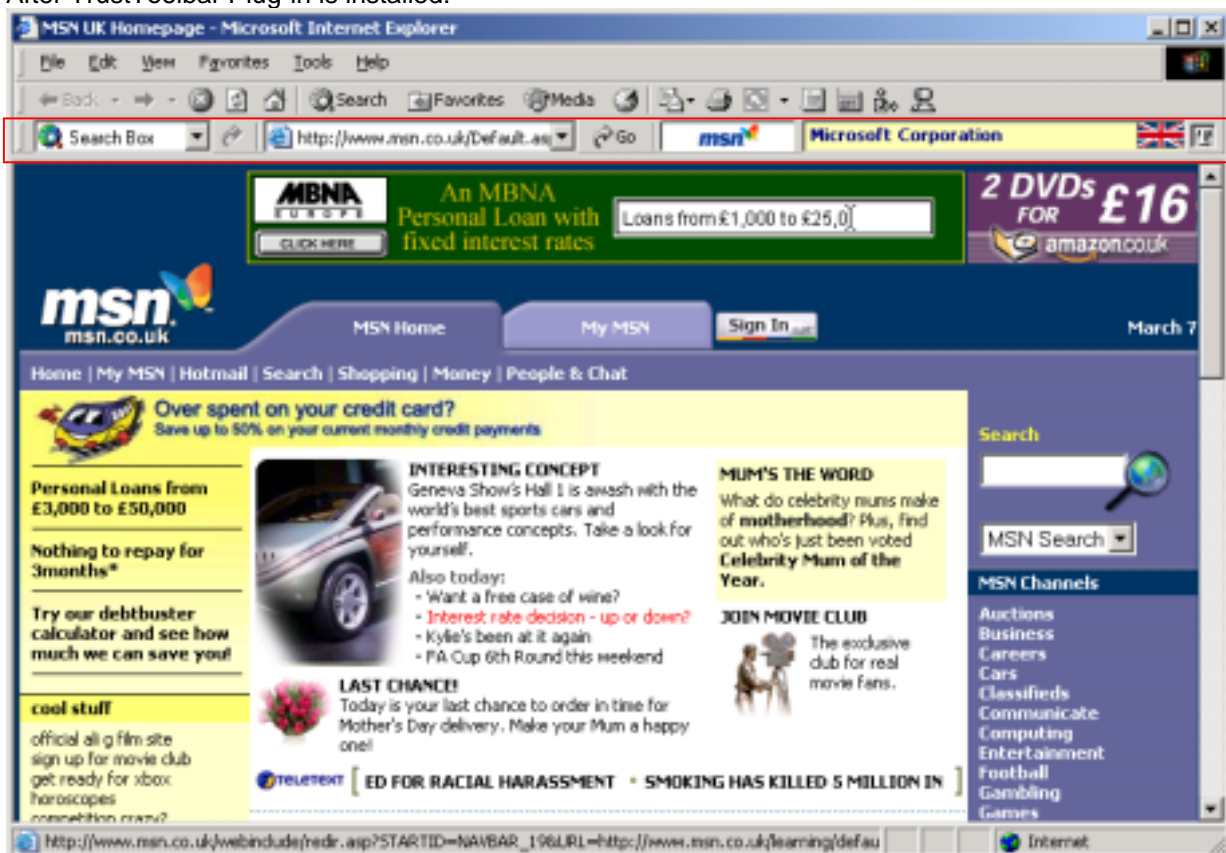 After TrustToolbar Plug-in is installed:
MSN UK Homepage - Microsoft Internet Explorer
File Edit View Favorites Tools Help
Back Search Favorites Media
Search Box http://www.msn.co.uk/Default.as Go msn Microsoft Corporation
MBNA
EUROPE
CLICK HERE
An MBNA
Personal Loan with
fixed interest rates
Loans from £1,000 to £25,0
2 DVDs
FOR £16
amazon.co.uk
msn
msn.co.uk
MSN Home My MSN Sign In March 7
Home | My MSN | Hotmail | Search | Shopping | Money | People & Chat
Over spent on your credit card?
Save up to 50% on your current monthly credit payments
Personal Loans from
£3,000 to £50,000
Nothing to repay for
3months*
Try our debtbuster
calculator and see how
much we can save you!
cool stuff
official ali g film site
sign up for movie club
get ready for xbox
horoscopes
competition crazy?
INTERESTING CONCEPT
Geneva Show's Hall 1 is awash with the
world's best sports cars and
performance concepts. Take a look for
yourself.
Also today:
- Want a free case of wine?
- Interest rate decision - up or down?
- Kylie's been at it again
- FA Cup 6th Round this weekend
LAST CHANCE!
Today is your last chance to order in time for
Mother's Day delivery. Make your Mum a happy
one!
MUM'S THE WORD
What do celebrity mums make
of motherhood? Plus, find
out who's just been voted
Celebrity Mum of the
Year.
JOIN MOVIE CLUB
The exclusive
club for real
movie fans.
TELETEXT [ ED FOR RACIAL HARASSMENT • SMOKING HAS KILLED 5 MILLION IN ]
Search
MSN Search
MSN Channels
Auctions
Business
Careers
Cars
Classifieds
Communicate
Computing
Entertainment
Football
Gambling
Games
http://www.msn.co.uk/webinclude/redir.asp?STARTID=NAVBAR_19&URL=http://www.msn.co.uk/learning/defau Internet